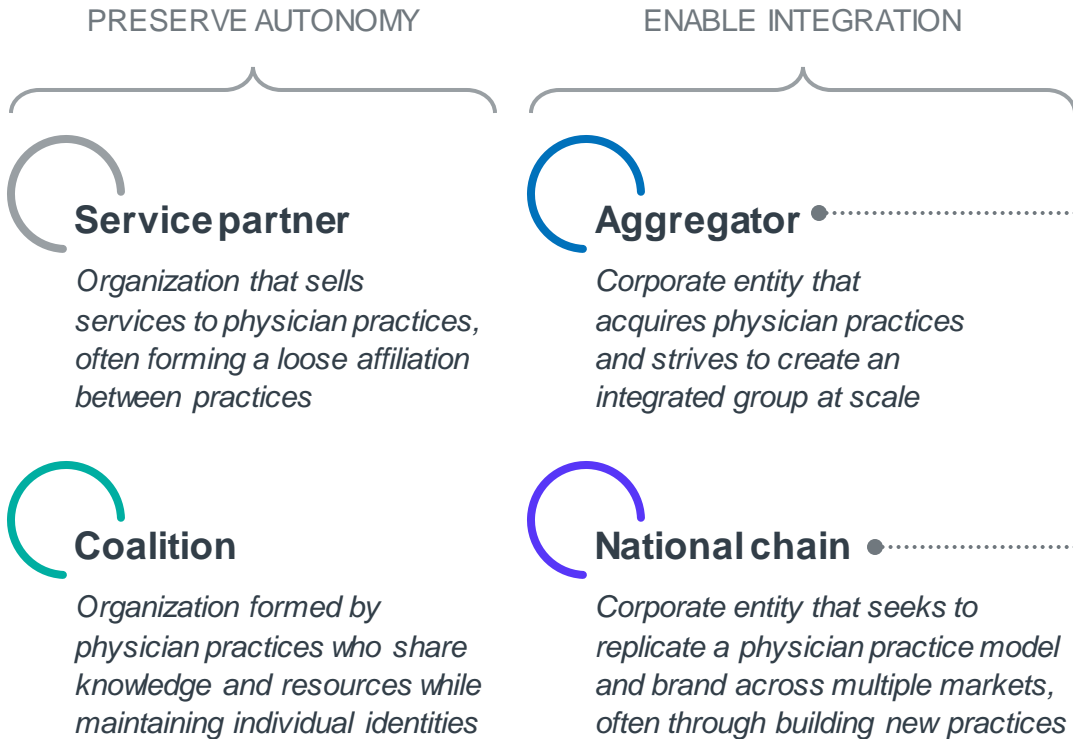 PRESERVE AUTONOMY
ENABLE INTEGRATION
Service partner
Organization that sells
services to physician practices,
often forming a loose affiliation
between practices
Aggregator
Corporate entity that
acquires physician practices
and strives to create an
integrated group at scale
Coalition
Organization formed by
physician practices who share
knowledge and resources while
maintaining individual identities
National chain
Corporate entity that seeks to
replicate a physician practice model
and brand across multiple markets,
often through building new practices